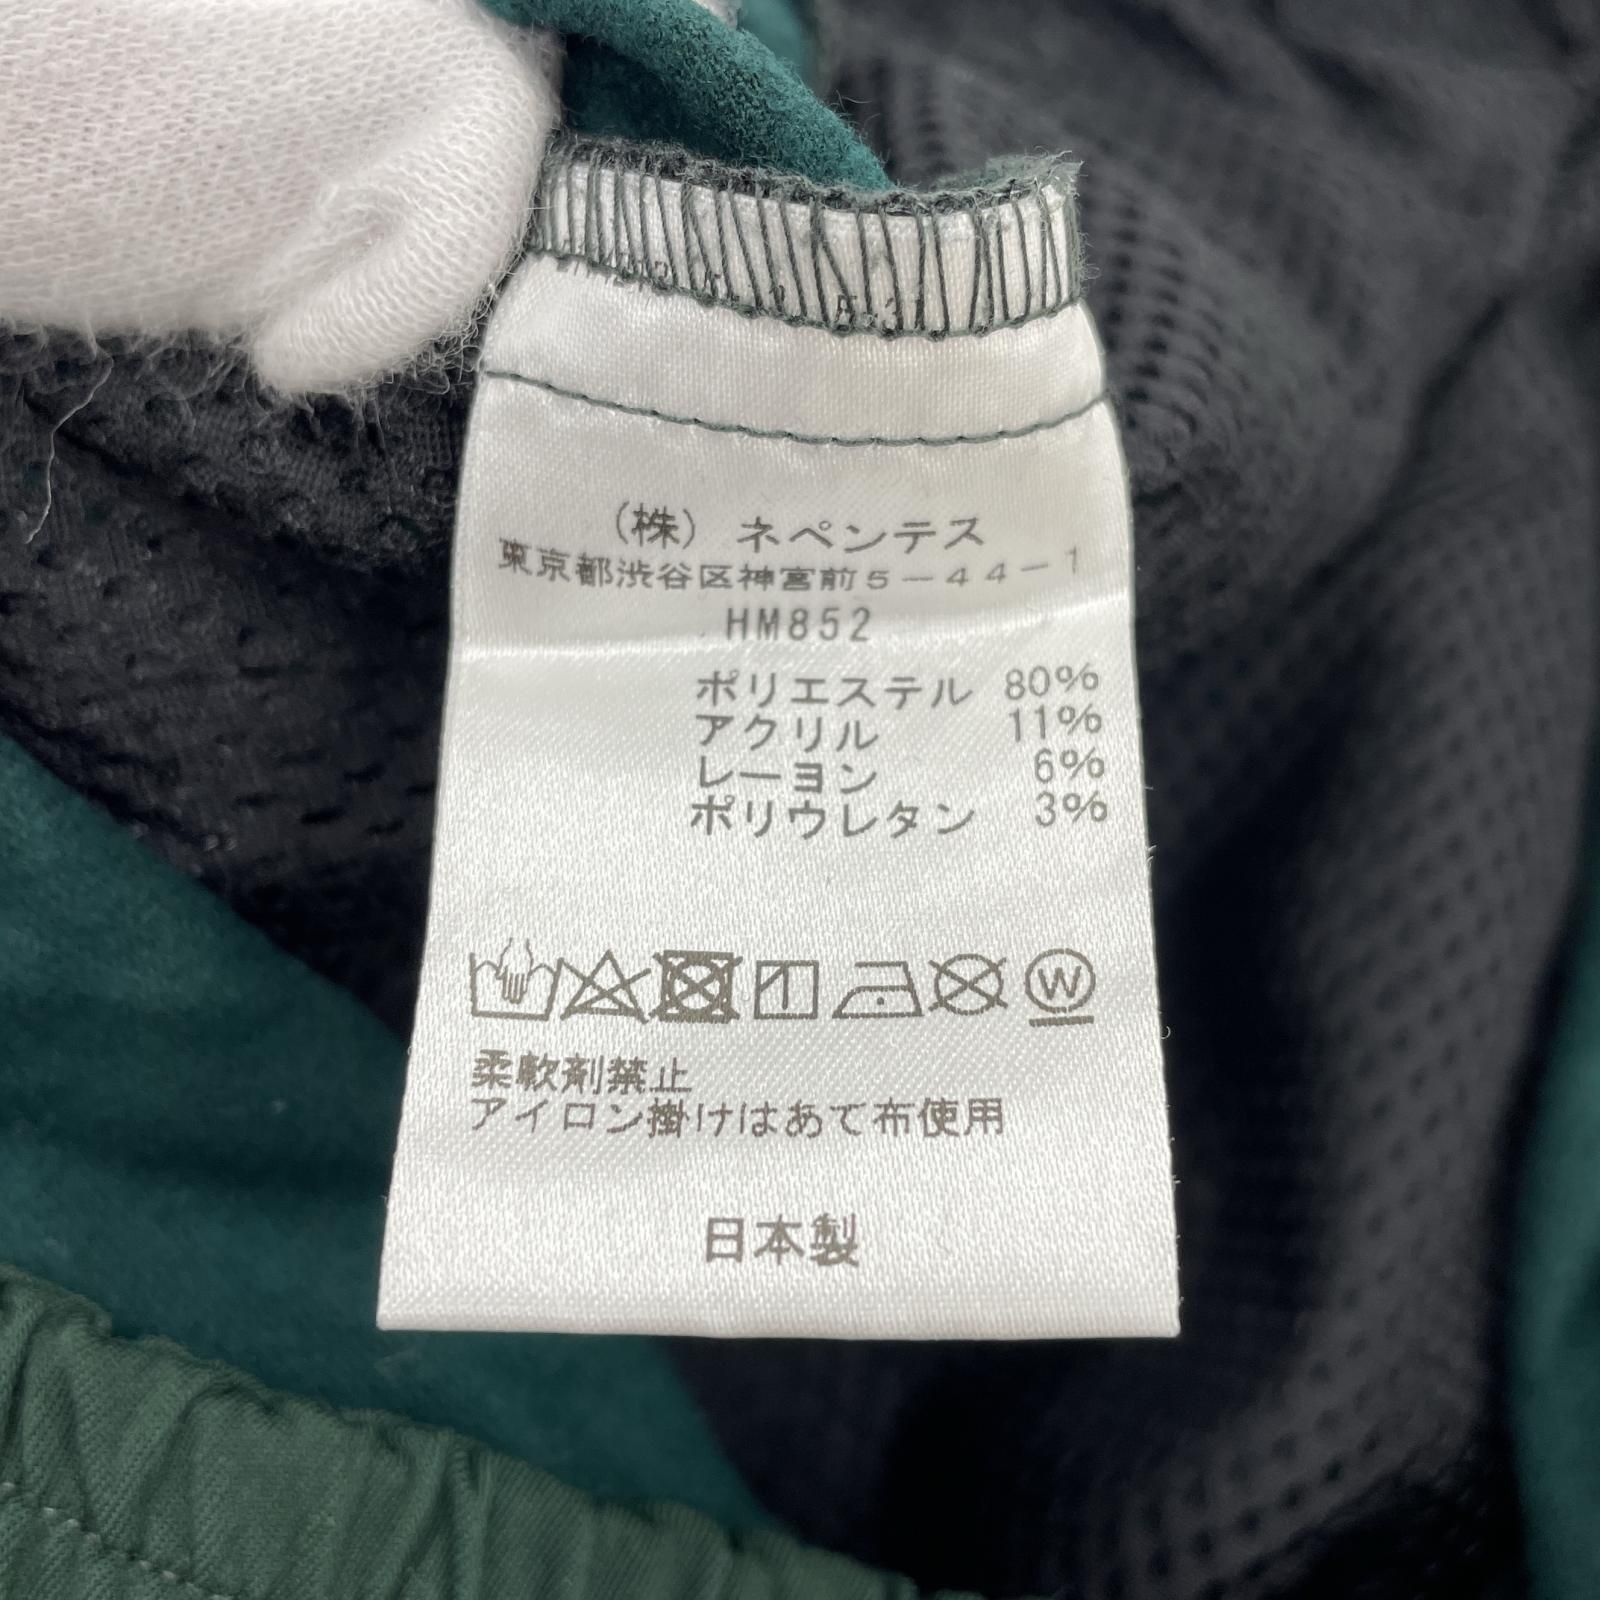 (株) ネペンテス
東京都渋谷区神宮前5-44-1
HM852
ポリエステル 80%
アクリル 11%
レーヨン 6%
ポリウレタン 3%
W
柔軟剤禁止
アイロン掛けはあて布使用
日本製